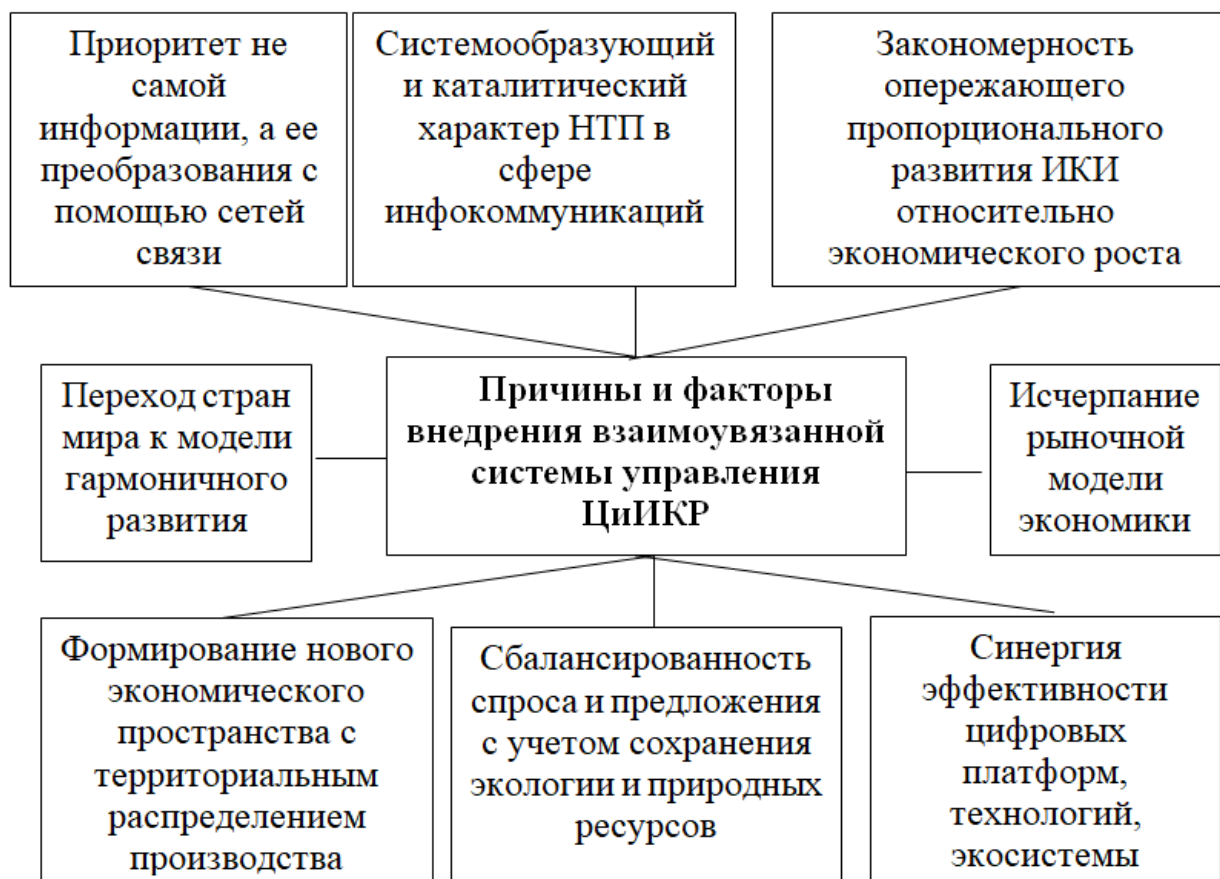 Приоритет не
самой
информации, а ее
преобразования с
помощью сетей
связи
Системообразующий
и каталитический
характер НТП в
сфере
инфокоммуникаций
Закономерность
опережающего
пропорционального
развития ИКИ
относительно
экономического роста
Переход стран
мира к модели
гармоничного
развития
Причины и факторы
внедрения взаимоувязанной
системы управления
ЦиИКР
Исчерпание
рыночной
модели
экономики
Формирование нового
экономического
пространства с
территориальным
распределением
производства
Сбалансированность
спроса и предложения
с учетом сохранения
экологии и природных
ресурсов
Синергия
эффективности
цифровых
платформ,
технологий,
экосистемы